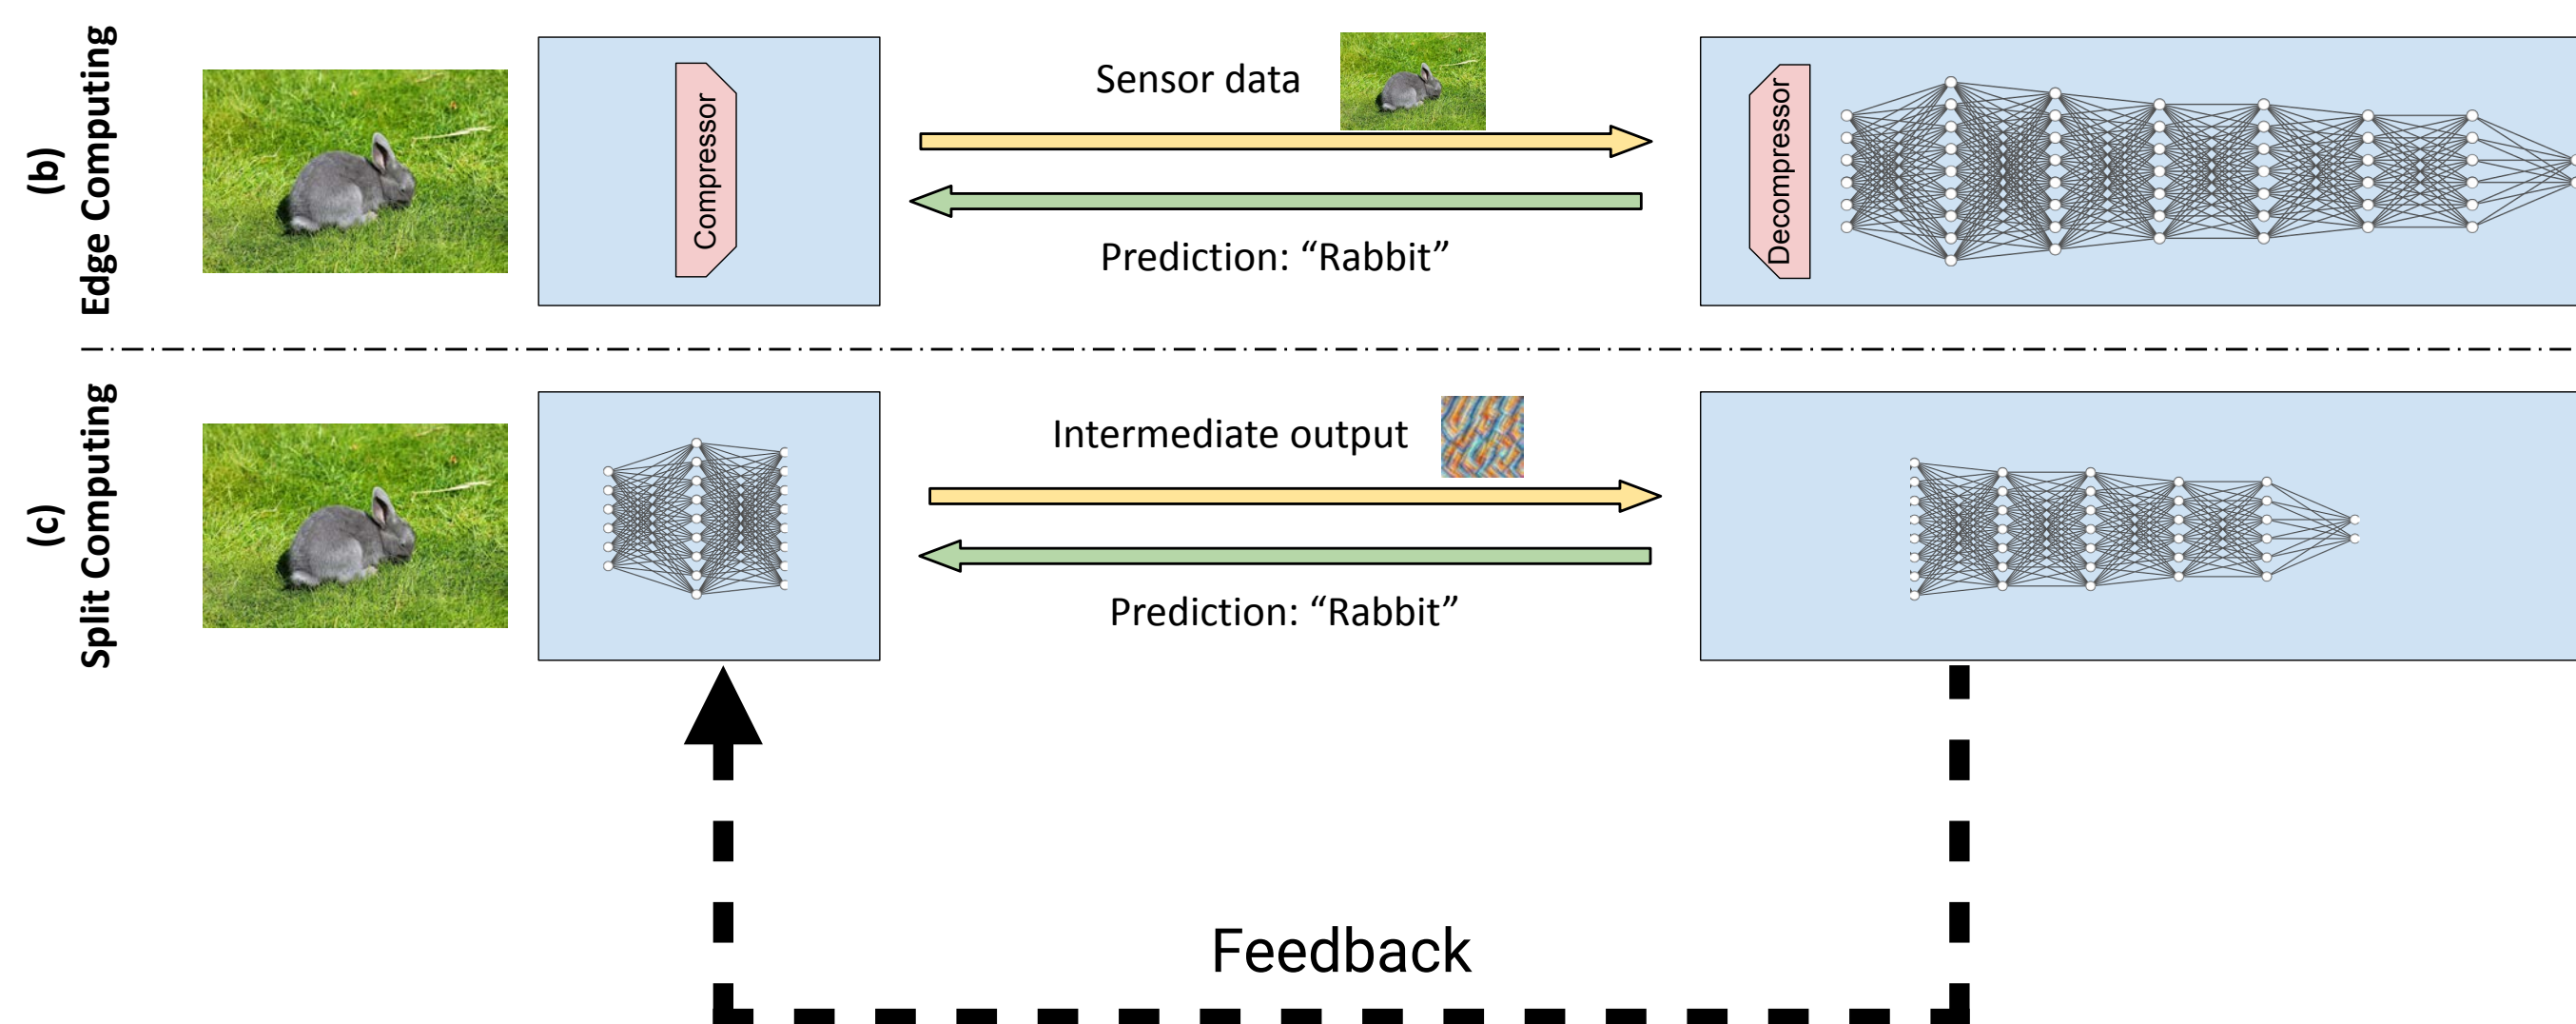 (b)
Edge Computing
Compressor
Sensor data
Prediction: “Rabbit”
Decompressor
(c)
Split Computing
Intermediate output
Prediction: “Rabbit”
Feedback